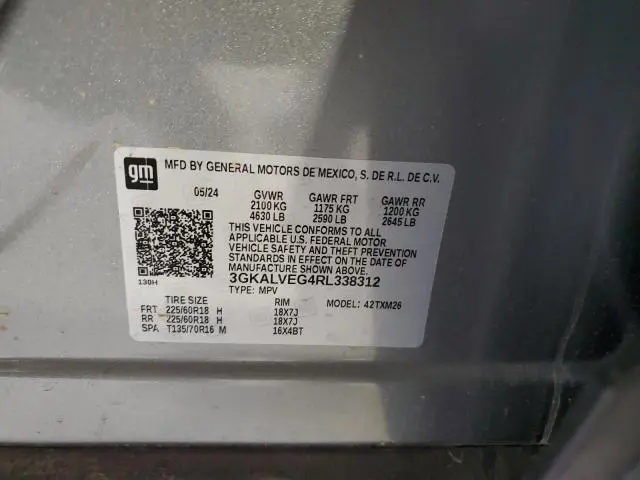 gm MFD BY GENERAL MOTORS DE MEXICO, S. DE R.L. DE C.V.
05/24 GVWR GAWR FRT GAWR RR
2100 KG 1175 KG 1200 KG
4630 LB 2590 LB 2645 LB
THIS VEHICLE CONFORMS TO ALL
APPLICABLE U.S. FEDERAL MOTOR
VEHICLE SAFETY AND THEFT PREVENTION
STANDARDS IN EFFECT ON THE DATE
OF MANUFACTURE SHOWN ABOVE.
130H 3GKALVEG4RL338312
TYPE: MPV
TIRE SIZE RIM MODEL: 42TXM26
FRT 225/60R18 H 18X7J
RR 225/60R18 H 18X7J
SPA T135/70R16 M 16X4BT